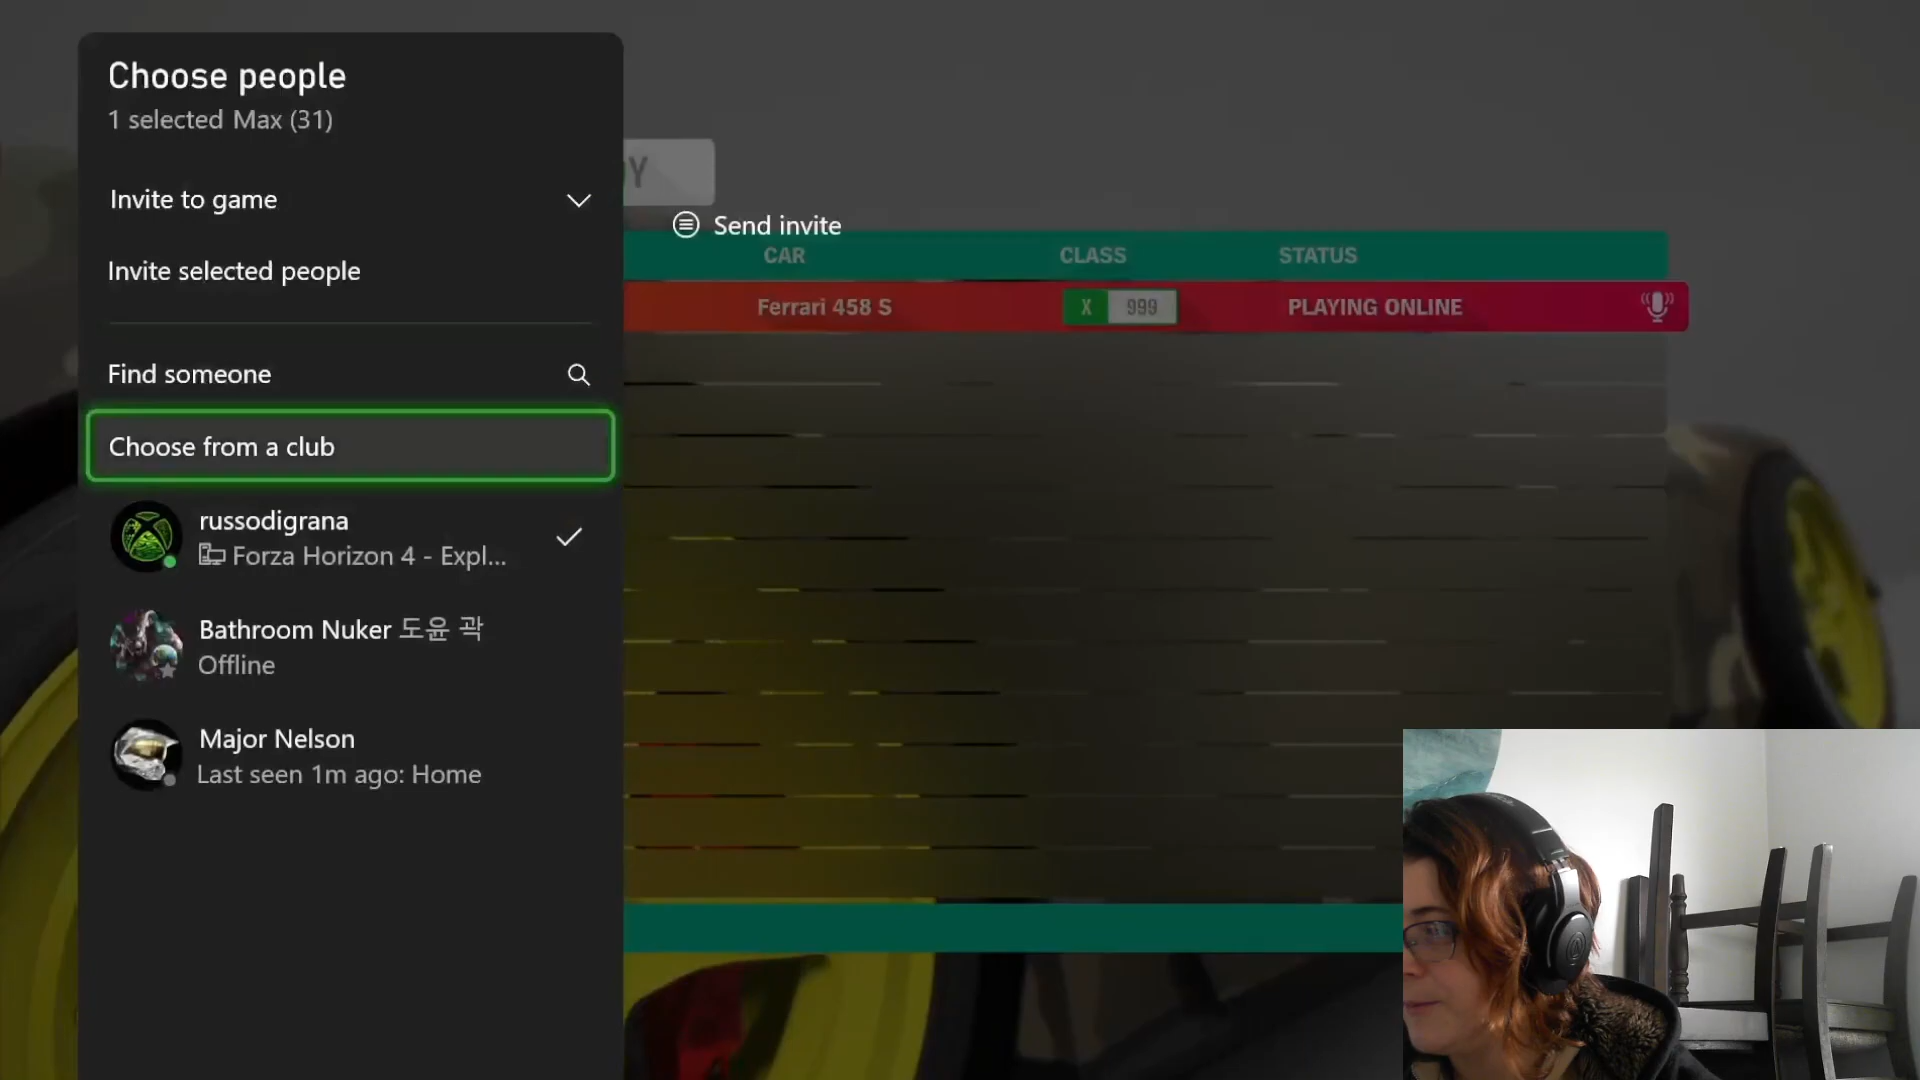 Choose people
1 selected Max (31)
Invite to game
Invite selected people
Send invite
CAR CLASS STATUS
Ferrari 458 S X 999 PLAYING ONLINE
Find someone
Choose from a club
russodigrana
Forza Horizon 4 - Expl...
Bathroom Nuker 도윤 곽
Offline
Major Nelson
Last seen 1m ago: Home